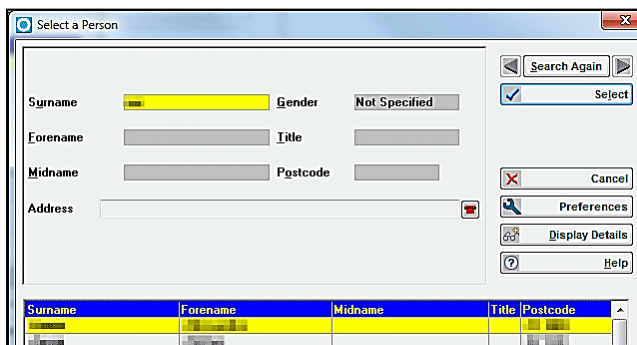 Select a Person
Search Again
Surname Gender Not Specified Select
Forename Title
Midname Postcode Cancel
Address Preferences
Display Details
Help
Surname Forename Midname Title Postcode